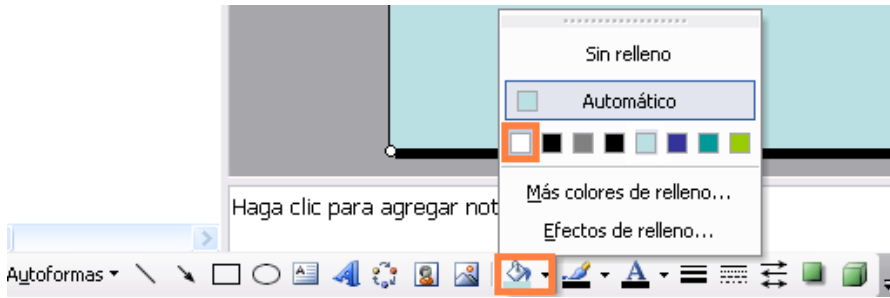 Sin relleno
Automático
Más colores de relleno...
Efectos de relleno...
Haga clic para agregar not
Autoformas